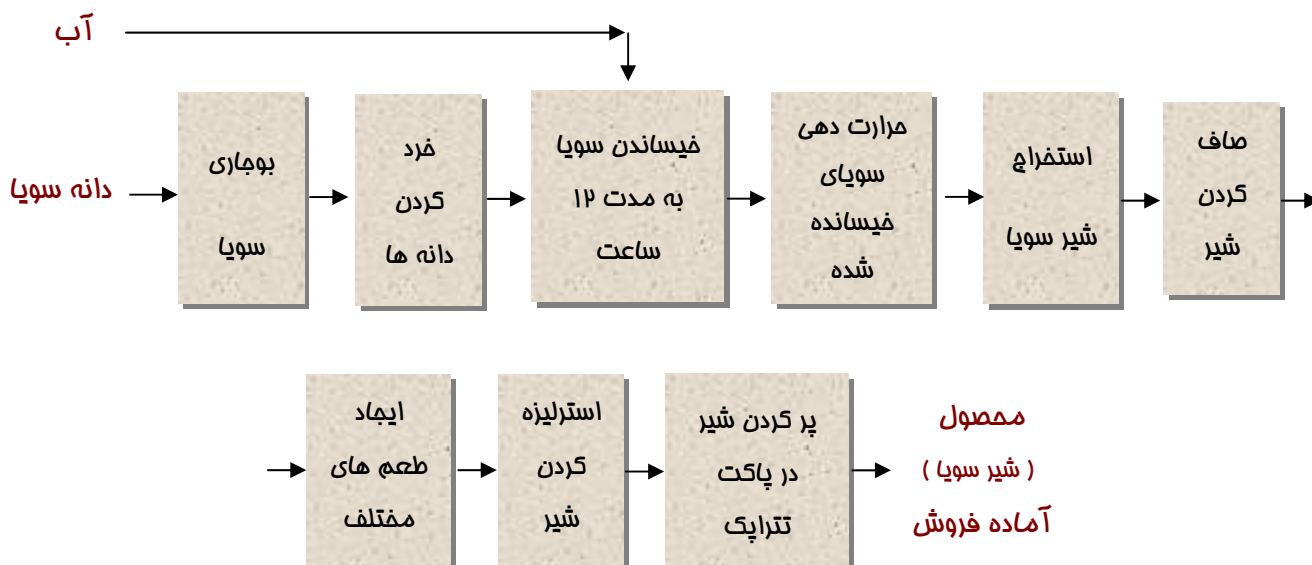 آب
دانه سویا
بوجاری
سویا
خرد
کردن
دانه ها
خیساندن سویا
به مدت ۱۲
ساعت
حرارت دهی
سویای
خیسانده
شده
استخراج
شیر سویا
صاف
کردن
شیر
ایجاد
طعم های
مختلف
استرلیزه
کردن
شیر
پر کردن شیر
در پاکت
تتراپک
محصول
( شیر سویا )
آماده فروش